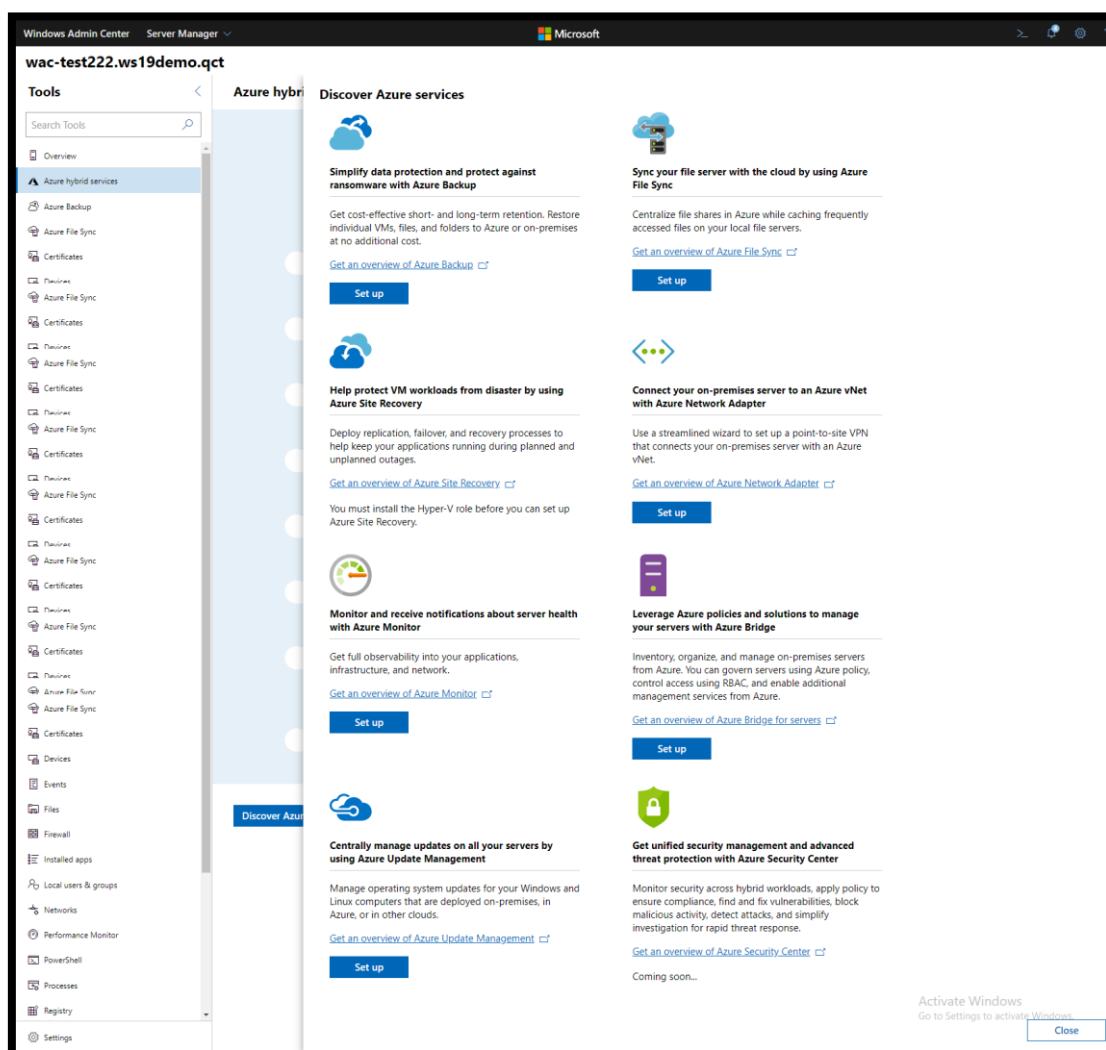 Windows Admin Center Server Manager
Microsoft
wac-test222.ws19demo.qct
Tools
Search Tools
Overview
Azure hybrid services
Azure Backup
Azure File Sync
Certificates
Devices
Azure File Sync
Certificates
Devices
Azure File Sync
Certificates
Devices
Azure File Sync
Certificates
Devices
Azure File Sync
Certificates
Devices
Azure File Sync
Certificates
Devices
Azure File Sync
Certificates
Devices
Azure File Sync
Azure File Sync
Certificates
Devices
Events
Files
Firewall
Installed apps
Local users & groups
Networks
Performance Monitor
PowerShell
Processes
Registry
Settings
Azure hybri
Discover Azur
Discover Azure services
Simplify data protection and protect against
ransomware with Azure Backup
Get cost-effective short- and long-term retention. Restore
individual VMs, files, and folders to Azure or on-premises
at no additional cost.
Get an overview of Azure Backup
Set up
Sync your file server with the cloud by using Azure
File Sync
Centralize file shares in Azure while caching frequently
accessed files on your local file servers.
Get an overview of Azure File Sync
Set up
Help protect VM workloads from disaster by using
Azure Site Recovery
Deploy replication, failover, and recovery processes to
help keep your applications running during planned and
unplanned outages.
Get an overview of Azure Site Recovery
You must install the Hyper-V role before you can set up
Azure Site Recovery.
Connect your on-premises server to an Azure vNet
with Azure Network Adapter
Use a streamlined wizard to set up a point-to-site VPN
that connects your on-premises server with an Azure
vNet.
Get an overview of Azure Network Adapter
Set up
Monitor and receive notifications about server health
with Azure Monitor
Get full observability into your applications,
infrastructure, and network.
Get an overview of Azure Monitor
Set up
Leverage Azure policies and solutions to manage
your servers with Azure Bridge
Inventory, organize, and manage on-premises servers
from Azure. You can govern servers using Azure policy,
control access using RBAC, and enable additional
management services from Azure.
Get an overview of Azure Bridge for servers
Set up
Centrally manage updates on all your servers by
using Azure Update Management
Manage operating system updates for your Windows and
Linux computers that are deployed on-premises, in
Azure, or in other clouds.
Get an overview of Azure Update Management
Set up
Get unified security management and advanced
threat protection with Azure Security Center
Monitor security across hybrid workloads, apply policy to
ensure compliance, find and fix vulnerabilities, block
malicious activity, detect attacks, and simplify
investigation for rapid threat response.
Get an overview of Azure Security Center
Coming soon...
Activate Windows
Go to Settings to activate Windows.
Close